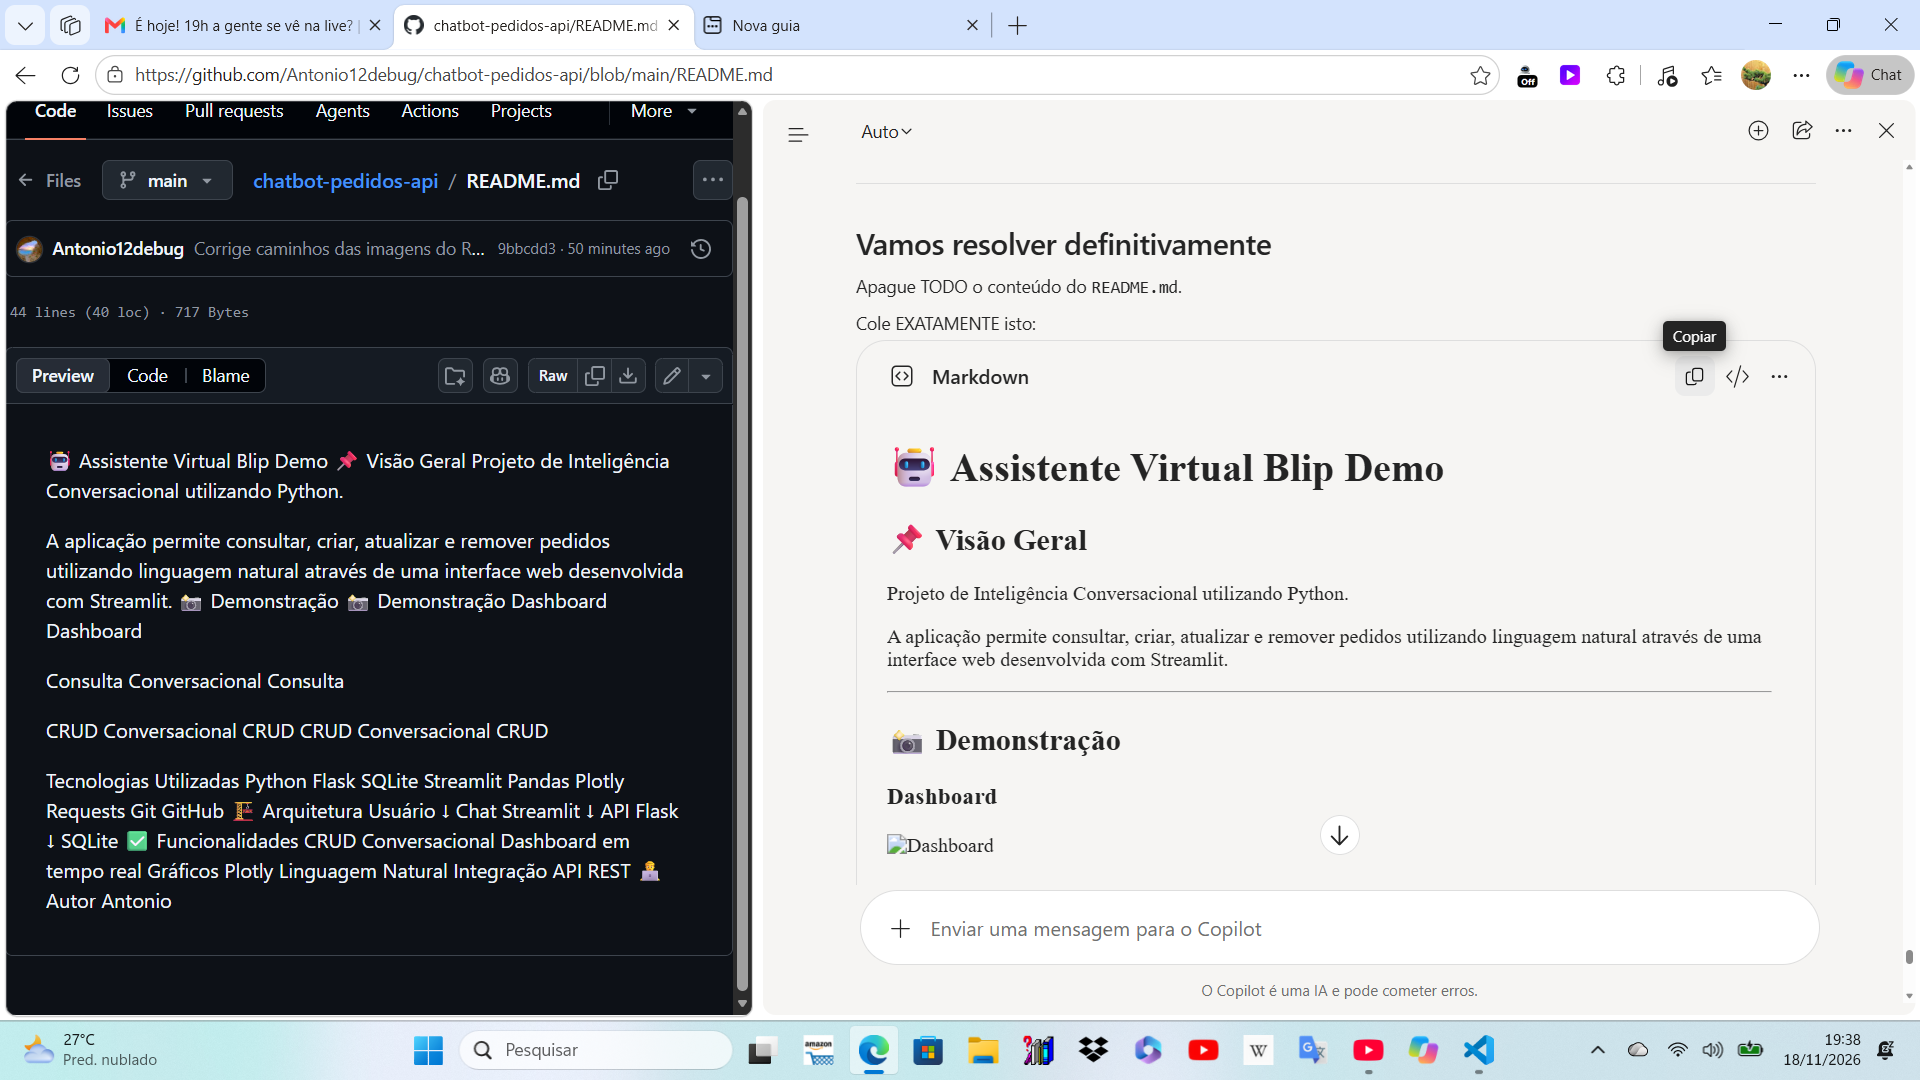 É hoje! 19h a gente se vê na live? |
chatbot-pedidos-api/README.md
Nova guia
https://github.com/Antonio12debug/chatbot-pedidos-api/blob/main/README.md
Off
Chat
Code
Issues
Pull requests
Agents
Actions
Projects
More
Files
main
chatbot-pedidos-api / README.md
Antonio12debug Corrige caminhos das imagens do R... 9bbcdd3 · 50 minutes ago
44 lines (40 loc) · 717 Bytes
Preview
Code
Blame
Raw
🤖 Assistente Virtual Blip Demo 📌 Visão Geral Projeto de Inteligência
Conversacional utilizando Python.
A aplicação permite consultar, criar, atualizar e remover pedidos
utilizando linguagem natural através de uma interface web desenvolvida
com Streamlit. 📸 Demonstração 📸 Demonstração Dashboard
Dashboard
Consulta Conversacional Consulta
CRUD Conversacional CRUD CRUD Conversacional CRUD
Tecnologias Utilizadas Python Flask SQLite Streamlit Pandas Plotly
Requests Git GitHub 🏗️ Arquitetura Usuário ↓ Chat Streamlit ↓ API Flask
↓ SQLite ✅ Funcionalidades CRUD Conversacional Dashboard em
tempo real Gráficos Plotly Linguagem Natural Integração API REST 👨‍💻
Autor Antonio
Auto
Vamos resolver definitivamente
Apague TODO o conteúdo do README.md.
Cole EXATAMENTE isto:
Copiar
Markdown
🤖 Assistente Virtual Blip Demo
📌 Visão Geral
Projeto de Inteligência Conversacional utilizando Python.
A aplicação permite consultar, criar, atualizar e remover pedidos utilizando linguagem natural através de uma
interface web desenvolvida com Streamlit.
📸 Demonstração
Dashboard
Dashboard
Enviar uma mensagem para o Copilot
O Copilot é uma IA e pode cometer erros.
27°C
Pred. nublado
Pesquisar
amazon
W
19:38
18/11/2026